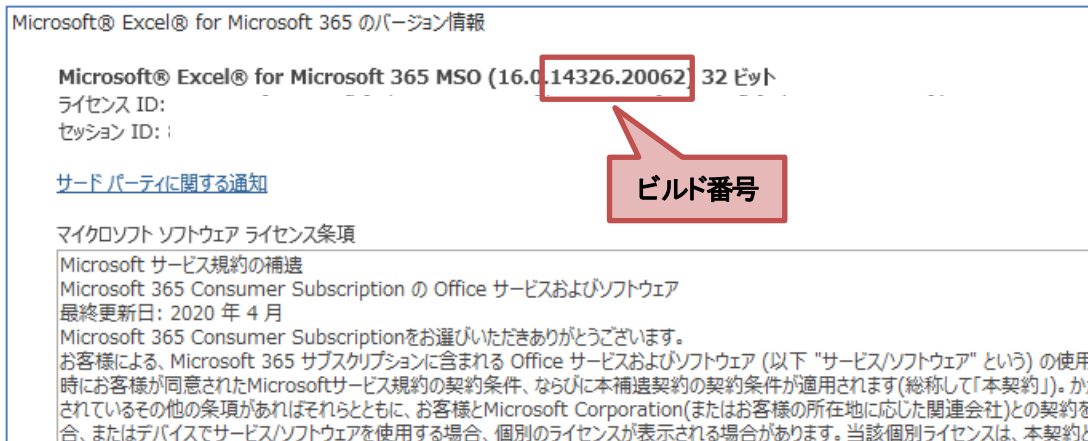 Microsoft® Excel® for Microsoft 365 のバージョン情報
Microsoft® Excel® for Microsoft 365 MSO (16.0.14326.20062) 32 ビット
ライセンス ID:
セッション ID:
ビルド番号
サード パーティに関する通知
マイクロソフト ソフトウェア ライセンス条項
Microsoft サービス規約の補遺
Microsoft 365 Consumer Subscription の Office サービスおよびソフトウェア
最終更新日: 2020 年 4 月
Microsoft 365 Consumer Subscriptionをお選びいただきありがとうございます。
お客様による、Microsoft 365 サブスクリプションに含まれる Office サービスおよびソフトウェア (以下 "サービス/ソフトウェア" という) の使用
時にお客様が同意されたMicrosoftサービス規約の契約条件、ならびに本補遺契約の契約条件が適用されます(総称して「本契約」)。か
されているその他の条項があればそれらとともに、お客様とMicrosoft Corporation(またはお客様の所在地に応じた関連会社)との契約を
合、またはデバイスでサービス/ソフトウェアを使用する場合、個別のライセンスが表示される場合があります。当該個別ライセンスは、本契約よ